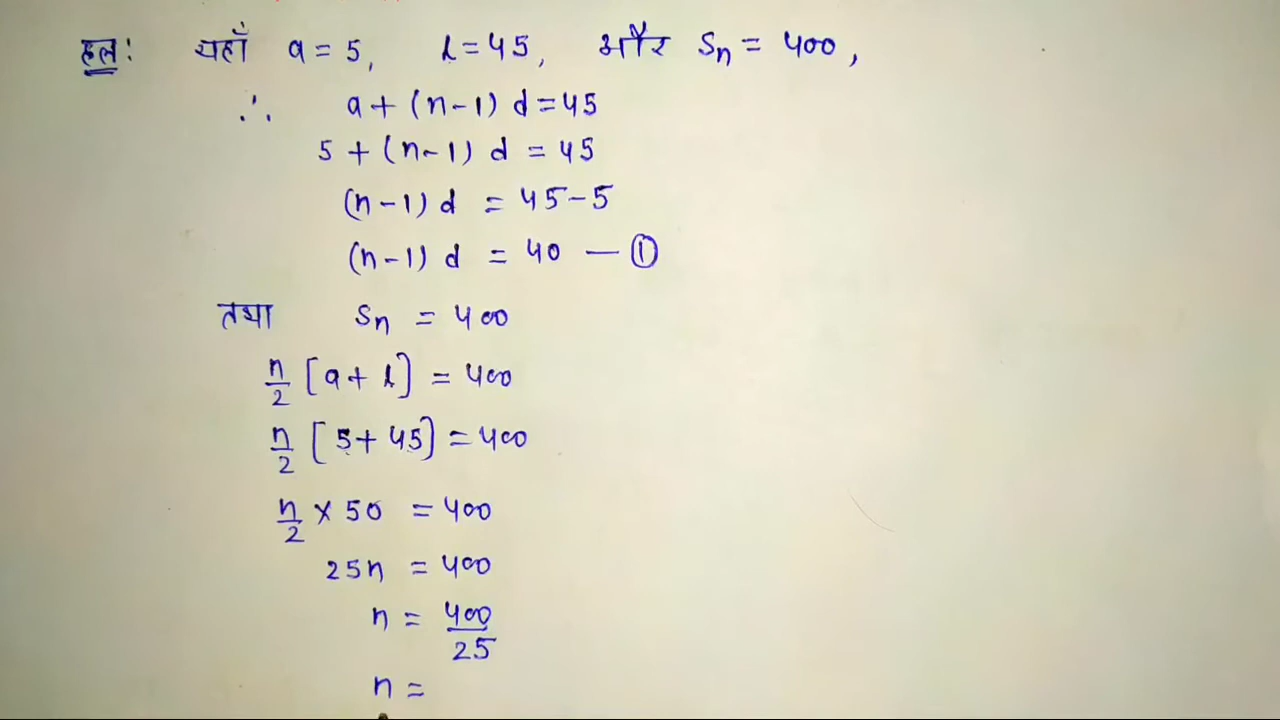 हल: यहाँ a = 5, l = 45, और Sn = 400,
∴ a + (n-1) d = 45
5 + (n-1) d = 45
(n-1) d = 45-5
(n-1) d = 40 — ①
तथा Sn = 400
n/2 [a + l] = 400
n/2 [5 + 45] = 400
n/2 × 50 = 400
25n = 400
n = 400/25
n =